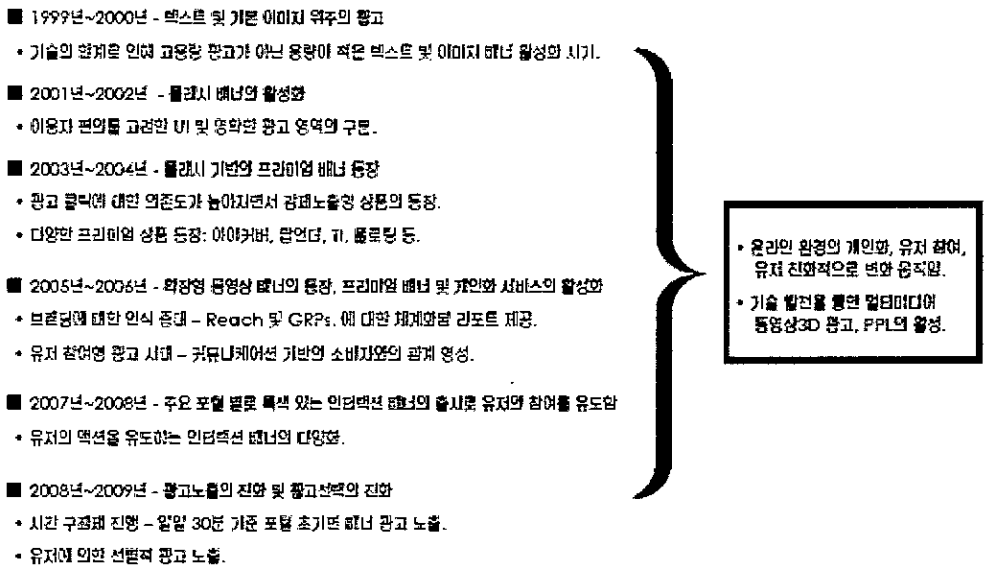 ■ 1999년~2000년 - 텍스트 및 기본 이미지 위주의 광고
• 기술의 한계로 인해 고용량 광고가 아닌 용량이 적은 텍스트 및 이미지 배너 활성화 시기.
■ 2001년~2002년 - 플래시 배너의 활성화
• 이용자 편의를 고려한 UI 및 명확한 광고 영역의 구분.
■ 2003년~2004년 - 플래시 기반의 프리미엄 배너 등장
• 광고 클릭에 대한 의존도가 높아지면서 강제노출형 상품의 등장.
• 다양한 프리미엄 상품 등장: 아이커버, 탑언더, TI, 플로팅 등.
■ 2005년~2006년 - 확장형 동영상 배너의 등장, 프리미엄 배너 및 개인화 서비스의 활성화
• 브랜딩에 대한 인식 증대 – Reach 및 GRPs. 에 대한 체계화된 리포트 제공.
• 유저 참여형 광고 시대 – 커뮤니케이션 기반의 소비자와의 관계 형성.
■ 2007년~2008년 - 주요 포털 별로 특색 있는 인터랙션 배너의 출시로 유저의 참여를 유도함
• 유저의 액션을 유도하는 인터랙션 배너의 다양화.
■ 2008년~2009년 - 광고노출의 진화 및 광고선택의 진화
• 시간 구좌제 진행 – 일일 30분 기준 포털 초기면 배너 광고 노출.
• 유저에 의한 선별적 광고 노출.
• 온라인 환경의 개인화, 유저 참여,
유저 친화적으로 변화 움직임.
• 기술 발전을 통한 멀티미디어
동영상3D 광고, PPL의 활성.